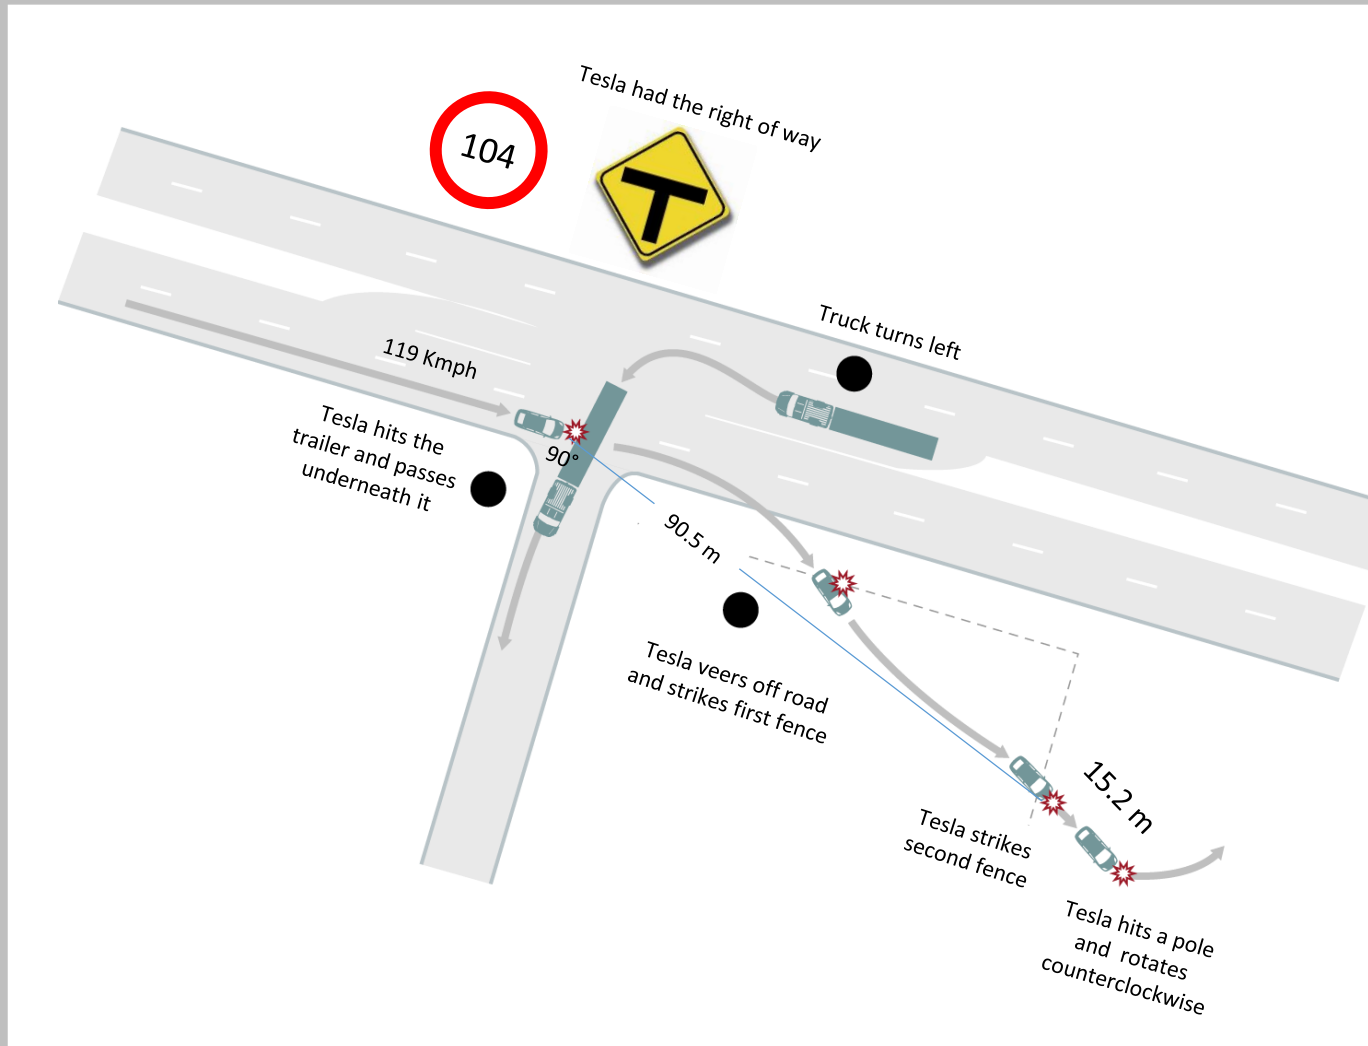 Tesla had the right of way
104
Truck turns left
119 Kmph
Tesla hits the
trailer and passes
underneath it
90°
90.5 m
Tesla veers off road
and strikes first fence
15.2 m
Tesla strikes
second fence
Tesla hits a pole
and rotates
counterclockwise